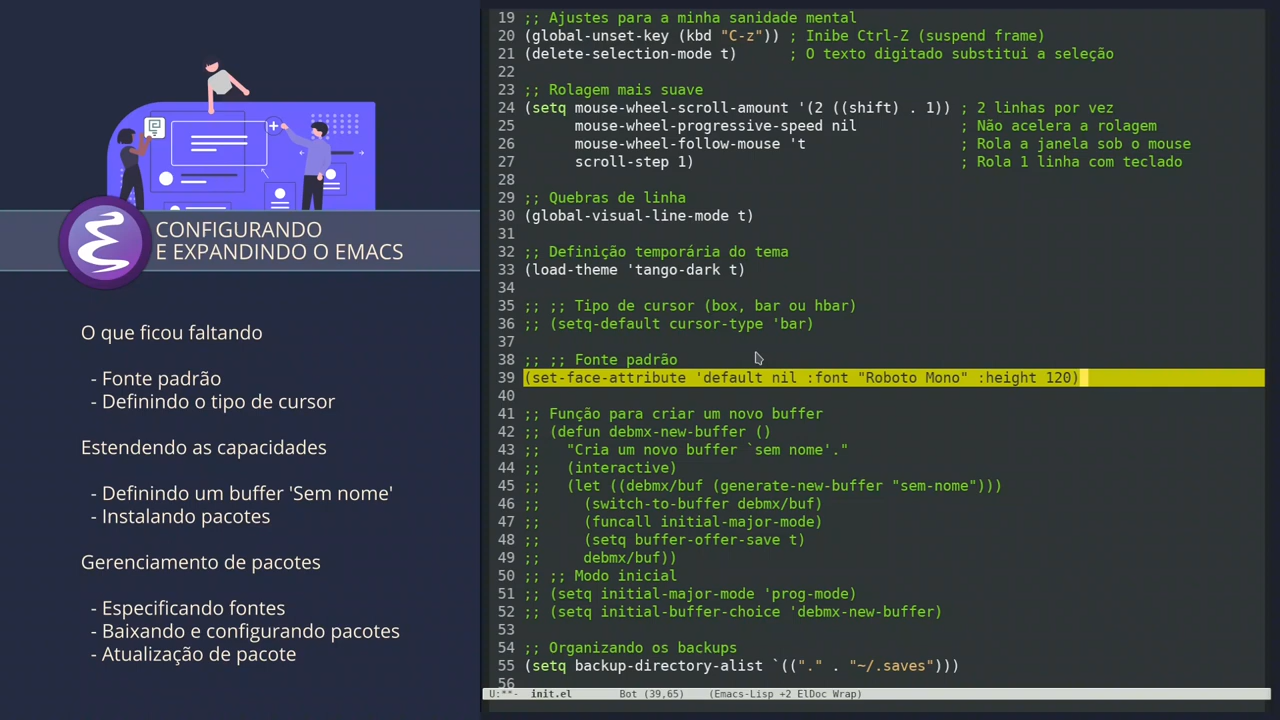 CONFIGURANDO
E EXPANDINDO O EMACS
O que ficou faltando
- Fonte padrão
- Definindo o tipo de cursor
Estendendo as capacidades
- Definindo um buffer 'Sem nome'
- Instalando pacotes
Gerenciamento de pacotes
- Especificando fontes
- Baixando e configurando pacotes
- Atualização de pacote
19 ;; Ajustes para a minha sanidade mental
20 (global-unset-key (kbd "C-z")) ; Inibe Ctrl-Z (suspend frame)
21 (delete-selection-mode t)      ; O texto digitado substitui a seleção
22
23 ;; Rolagem mais suave
24 (setq mouse-wheel-scroll-amount '(2 ((shift) . 1)) ; 2 linhas por vez
25       mouse-wheel-progressive-speed nil            ; Não acelera a rolagem
26       mouse-wheel-follow-mouse 't                  ; Rola a janela sob o mouse
27       scroll-step 1)                               ; Rola 1 linha com teclado
28
29 ;; Quebras de linha
30 (global-visual-line-mode t)
31
32 ;; Definição temporária do tema
33 (load-theme 'tango-dark t)
34
35 ;; ;; Tipo de cursor (box, bar ou hbar)
36 ;; (setq-default cursor-type 'bar)
37
38 ;; ;; Fonte padrão
39 (set-face-attribute 'default nil :font "Roboto Mono" :height 120)
40
41 ;; Função para criar um novo buffer
42 ;; (defun debmx-new-buffer ()
43 ;;   "Cria um novo buffer `sem nome'."
44 ;;   (interactive)
45 ;;   (let ((debmx/buf (generate-new-buffer "sem-nome")))
46 ;;     (switch-to-buffer debmx/buf)
47 ;;     (funcall initial-major-mode)
48 ;;     (setq buffer-offer-save t)
49 ;;     debmx/buf))
50 ;; ;; Modo inicial
51 ;; (setq initial-major-mode 'prog-mode)
52 ;; (setq initial-buffer-choice 'debmx-new-buffer)
53
54 ;; Organizando os backups
55 (setq backup-directory-alist `(("." . "~/.saves")))
56
U:**-  init.el      Bot (39,65)    (Emacs-Lisp +2 ElDoc Wrap)